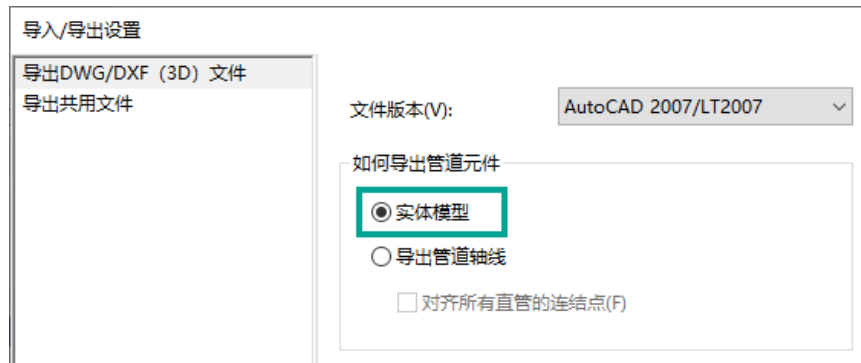 导入/导出设置
导出DWG/DXF（3D）文件
导出共用文件
文件版本(V):
AutoCAD 2007/LT2007
如何导出管道元件
实体模型
导出管道轴线
对齐所有直管的连结点(F)